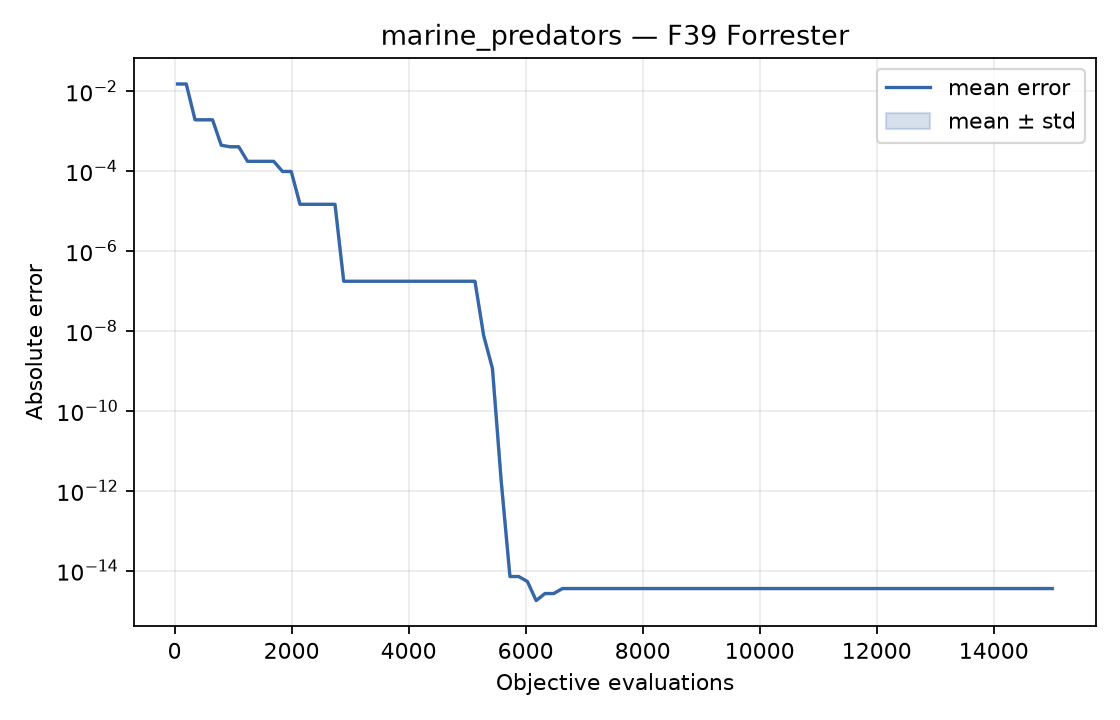 marine_predators — F39 Forrester
mean error
mean ± std
Absolute error
10⁻²
10⁻⁴
10⁻⁶
10⁻⁸
10⁻¹⁰
10⁻¹²
10⁻¹⁴
0 2000 4000 6000 8000 10000 12000 14000
Objective evaluations